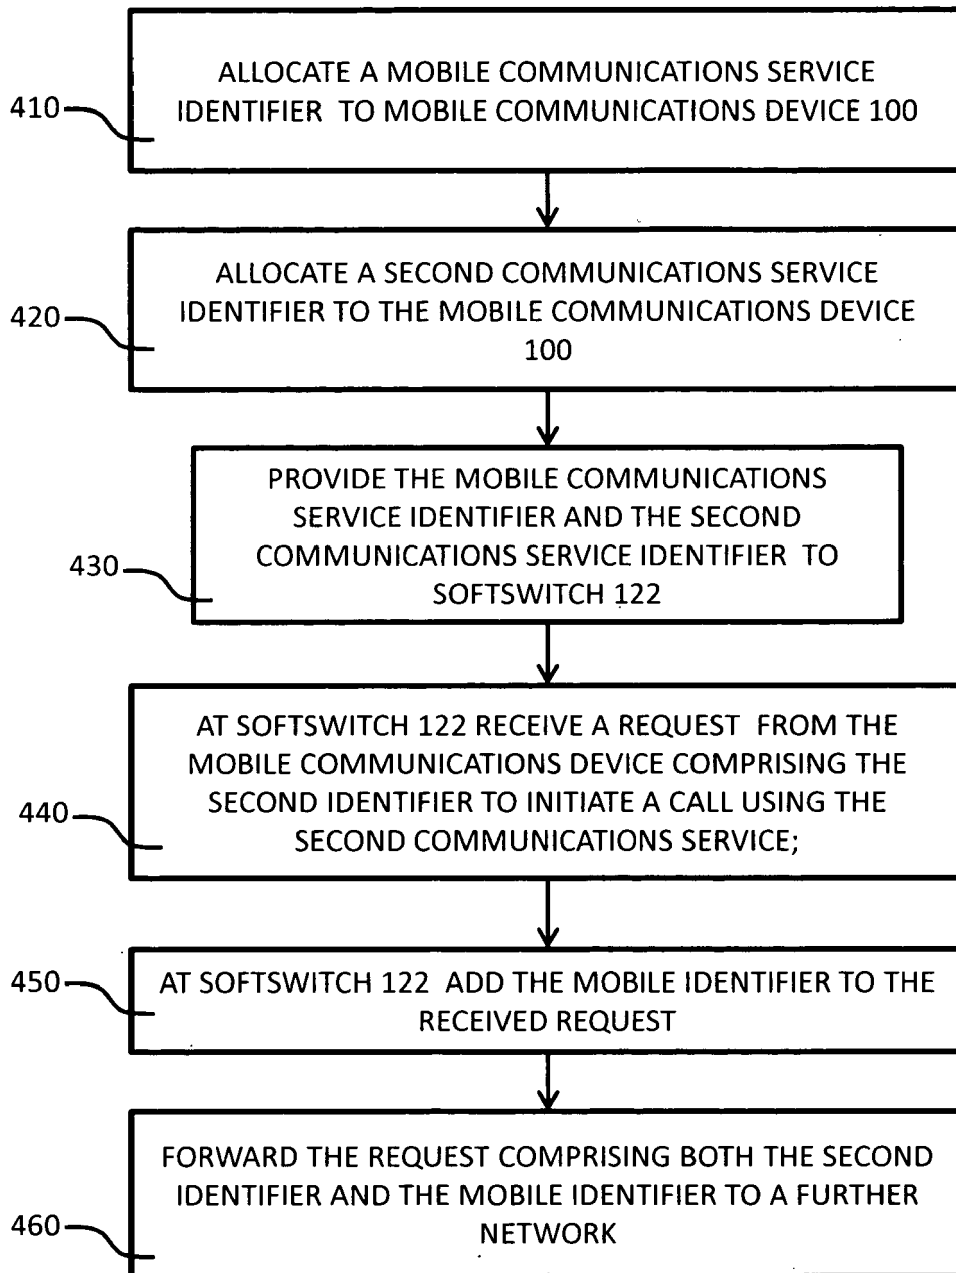 ALLOCATE A MOBILE COMMUNICATIONS SERVICE
IDENTIFIER TO MOBILE COMMUNICATIONS DEVICE 100
410
ALLOCATE A SECOND COMMUNICATIONS SERVICE
IDENTIFIER TO THE MOBILE COMMUNICATIONS DEVICE
100
420
PROVIDE THE MOBILE COMMUNICATIONS
SERVICE IDENTIFIER AND THE SECOND
COMMUNICATIONS SERVICE IDENTIFIER TO
SOFTSWITCH 122
430
AT SOFTSWITCH 122 RECEIVE A REQUEST FROM THE
MOBILE COMMUNICATIONS DEVICE COMPRISING THE
SECOND IDENTIFIER TO INITIATE A CALL USING THE
SECOND COMMUNICATIONS SERVICE;
440
AT SOFTSWITCH 122 ADD THE MOBILE IDENTIFIER TO THE
RECEIVED REQUEST
450
FORWARD THE REQUEST COMPRISING BOTH THE SECOND
IDENTIFIER AND THE MOBILE IDENTIFIER TO A FURTHER
NETWORK
460